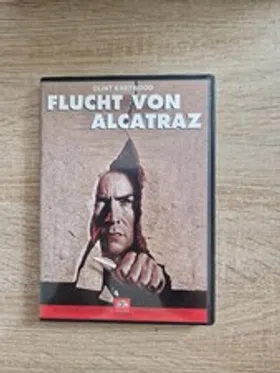 CLINT EASTWOOD
FLUCHT VON
ALCATRAZ